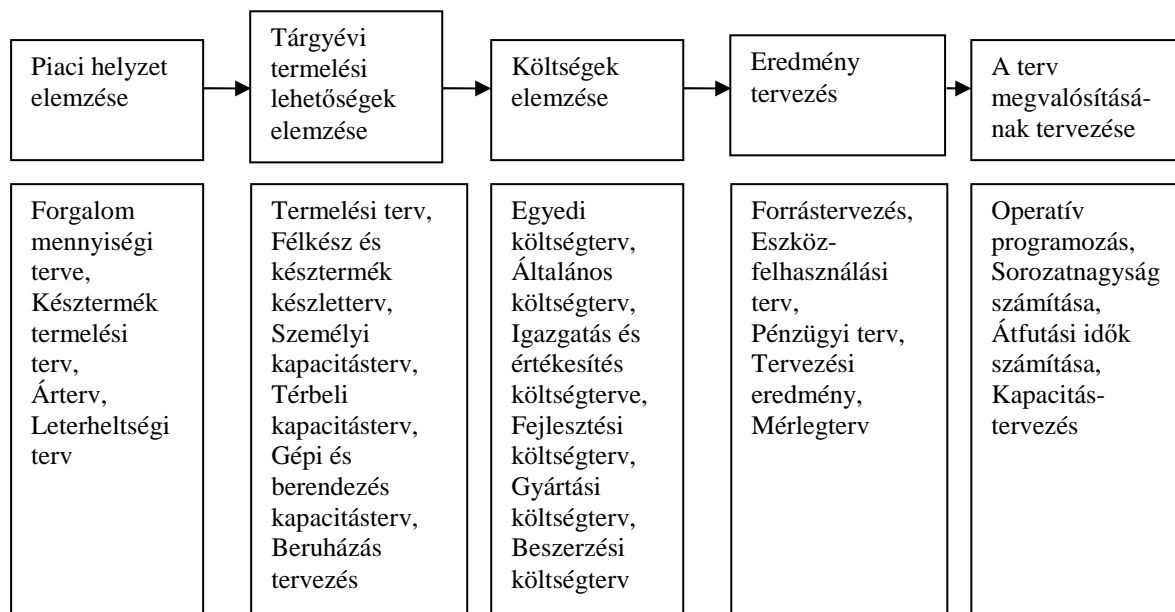 Piaci helyzet
elemzése
Tárgyévi
termelési
lehetőségek
elemzése
Költségek
elemzése
Eredmény
tervezés
A terv
megvalósításá-
nak tervezése
Forgalom
mennyiségi
terve,
Késztermék
termelési
terv,
Árterv,
Leterheltségi
terv
Termelési terv,
Félkész és
késztermék
készletterv,
Személyi
kapacitásterv,
Térbeli
kapacitásterv,
Gépi és
berendezés
kapacitásterv,
Beruházás
tervezés
Egyedi
költségterv,
Általános
költségterv,
Igazgatás és
értékesítés
költségterve,
Fejlesztési
költségterv,
Gyártási
költségterv,
Beszerzési
költségterv
Forrástervezés,
Eszköz-
felhasználási
terv,
Pénzügyi terv,
Tervezési
eredmény,
Mérlegterv
Operatív
programozás,
Sorozatnagyság
számítása,
Átfutási idők
számítása,
Kapacitás-
tervezés